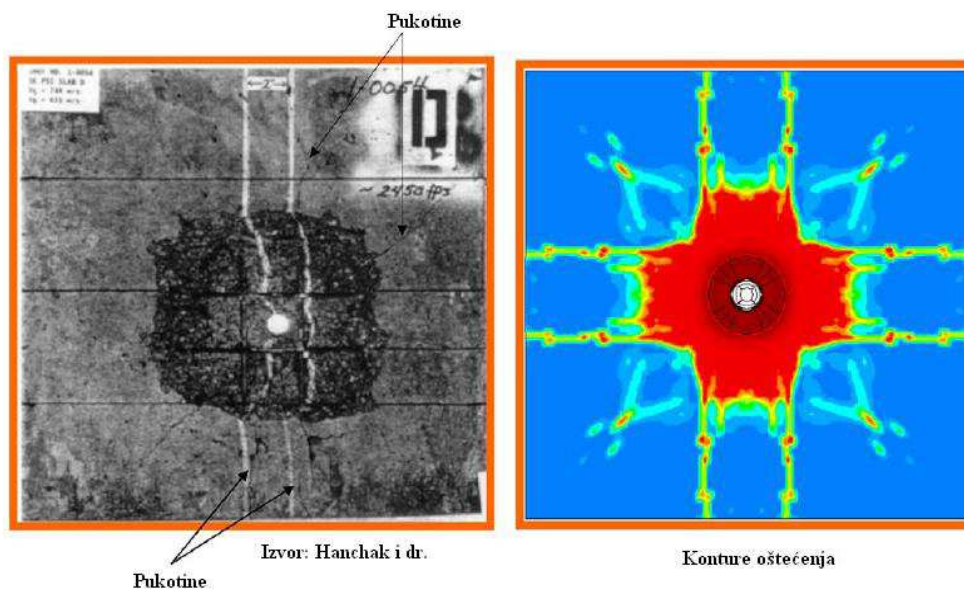 Pukotine
2"
~ 2450 fps
Izvor: Hanchak i dr.
Konture oštećenja
Pukotine